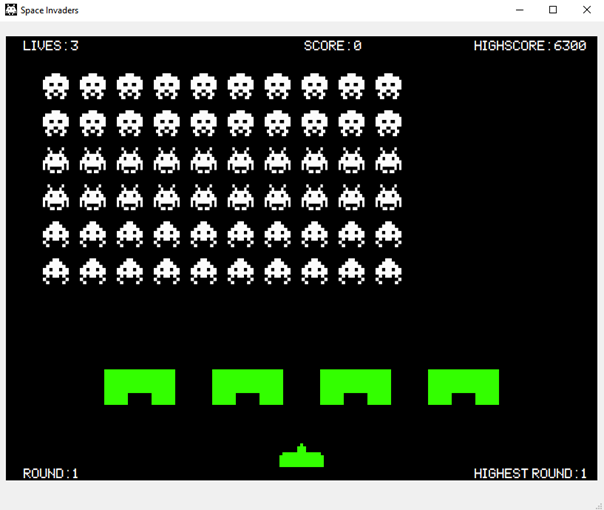 Space Invaders
LIVES:3 SCORE:0 HIGHSCORE:6300
ROUND:1 HIGHEST ROUND:1